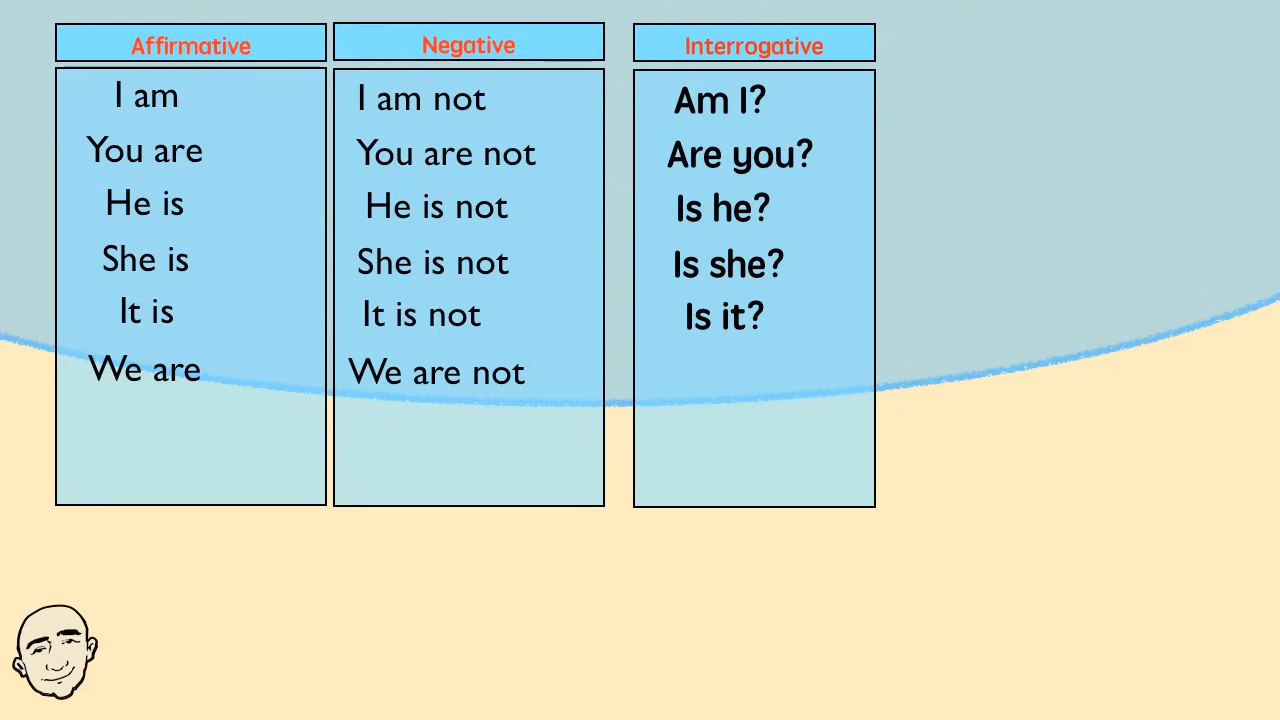 Affirmative
I am
You are
He is
She is
It is
We are
Negative
I am not
You are not
He is not
She is not
It is not
We are not
Interrogative
Am I?
Are you?
Is he?
Is she?
Is it?